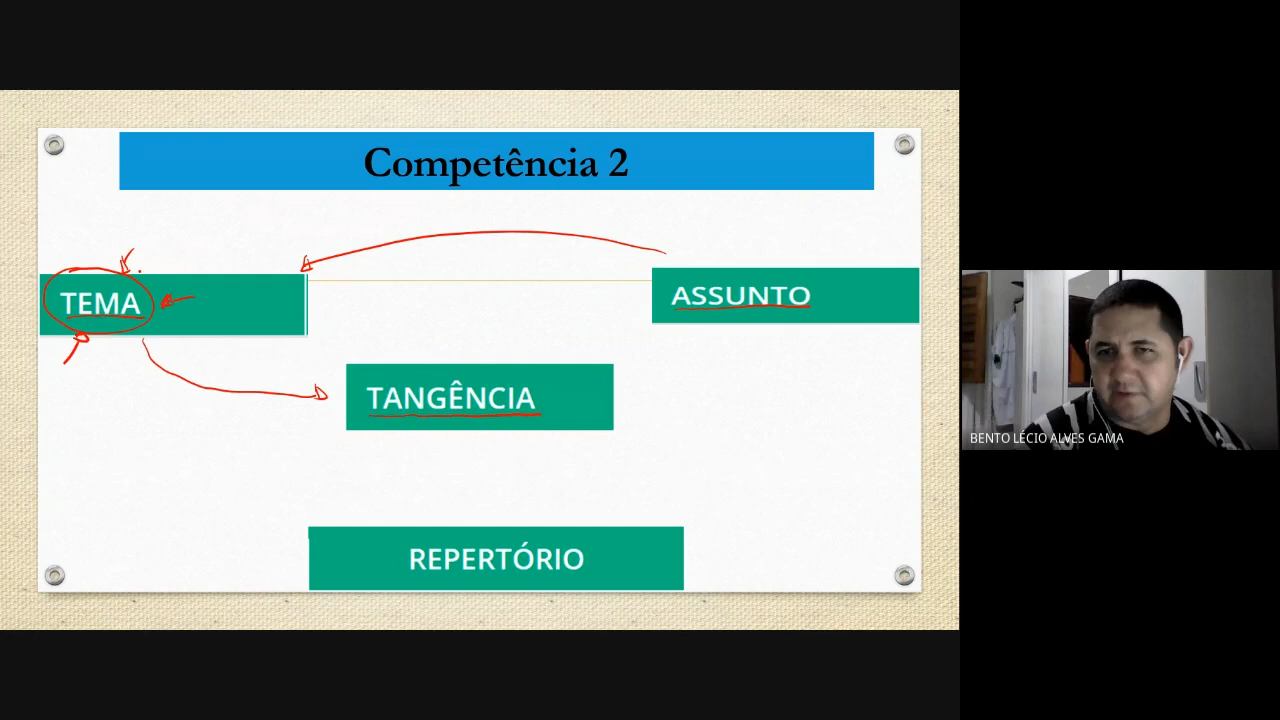 Competência 2
TEMA
ASSUNTO
TANGÊNCIA
REPERTÓRIO
BENTO LÉCIO ALVES GAMA